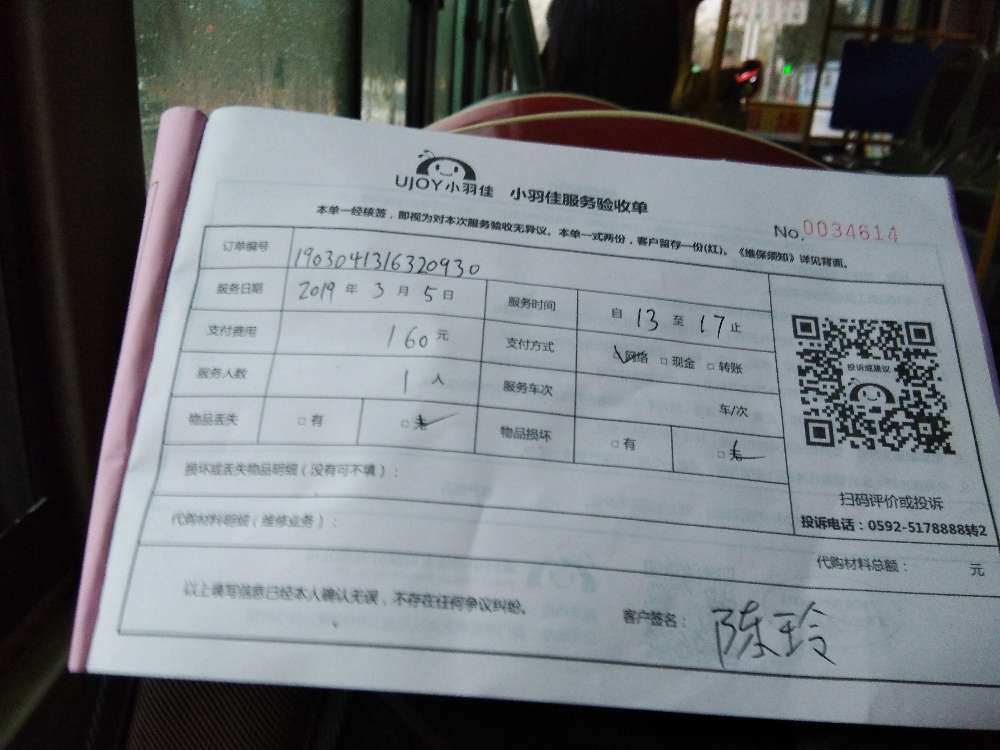 UJOY小羽佳 小羽佳服务验收单
No.0034614
本单一经续签，即视为对本次服务验收无异议。本单一式两份，客户留存一份(红)。《维保须知》详见背面。
订单编号 1903041316320930
服务日期 2019 年 3 月 5 日 服务时间 自 13 至 17 止
支付费用 160 元 支付方式 □网络 □现金 □转账
服务人数 1 人 服务车次 车/次
物品丢失 □有 □无 物品损坏 □有 □无
投诉或建议
扫码评价或投诉
投诉电话：0592-5178888转2
损坏或丢失物品明细（没有可不填）：
代购材料明细（维修业务）： 代购材料总额： 元
以上填写信息已经本人确认无误，不存在任何争议纠纷。 客户签名： 陈玲